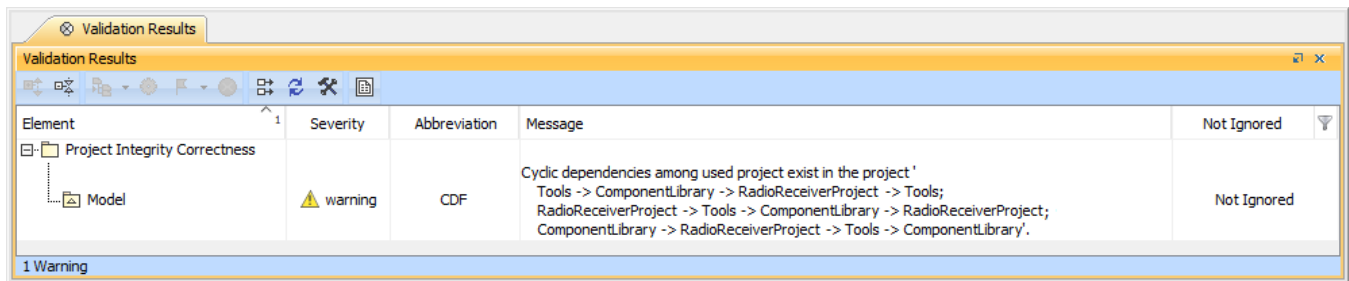 Validation Results
Validation Results
Element 1 Severity Abbreviation Message Not Ignored
Project Integrity Correctness
Cyclic dependencies among used project exist in the project '
Tools -> ComponentLibrary -> RadioReceiverProject -> Tools;
Model warning CDF Not Ignored
RadioReceiverProject -> Tools -> ComponentLibrary -> RadioReceiverProject;
ComponentLibrary -> RadioReceiverProject -> Tools -> ComponentLibrary'.
1 Warning